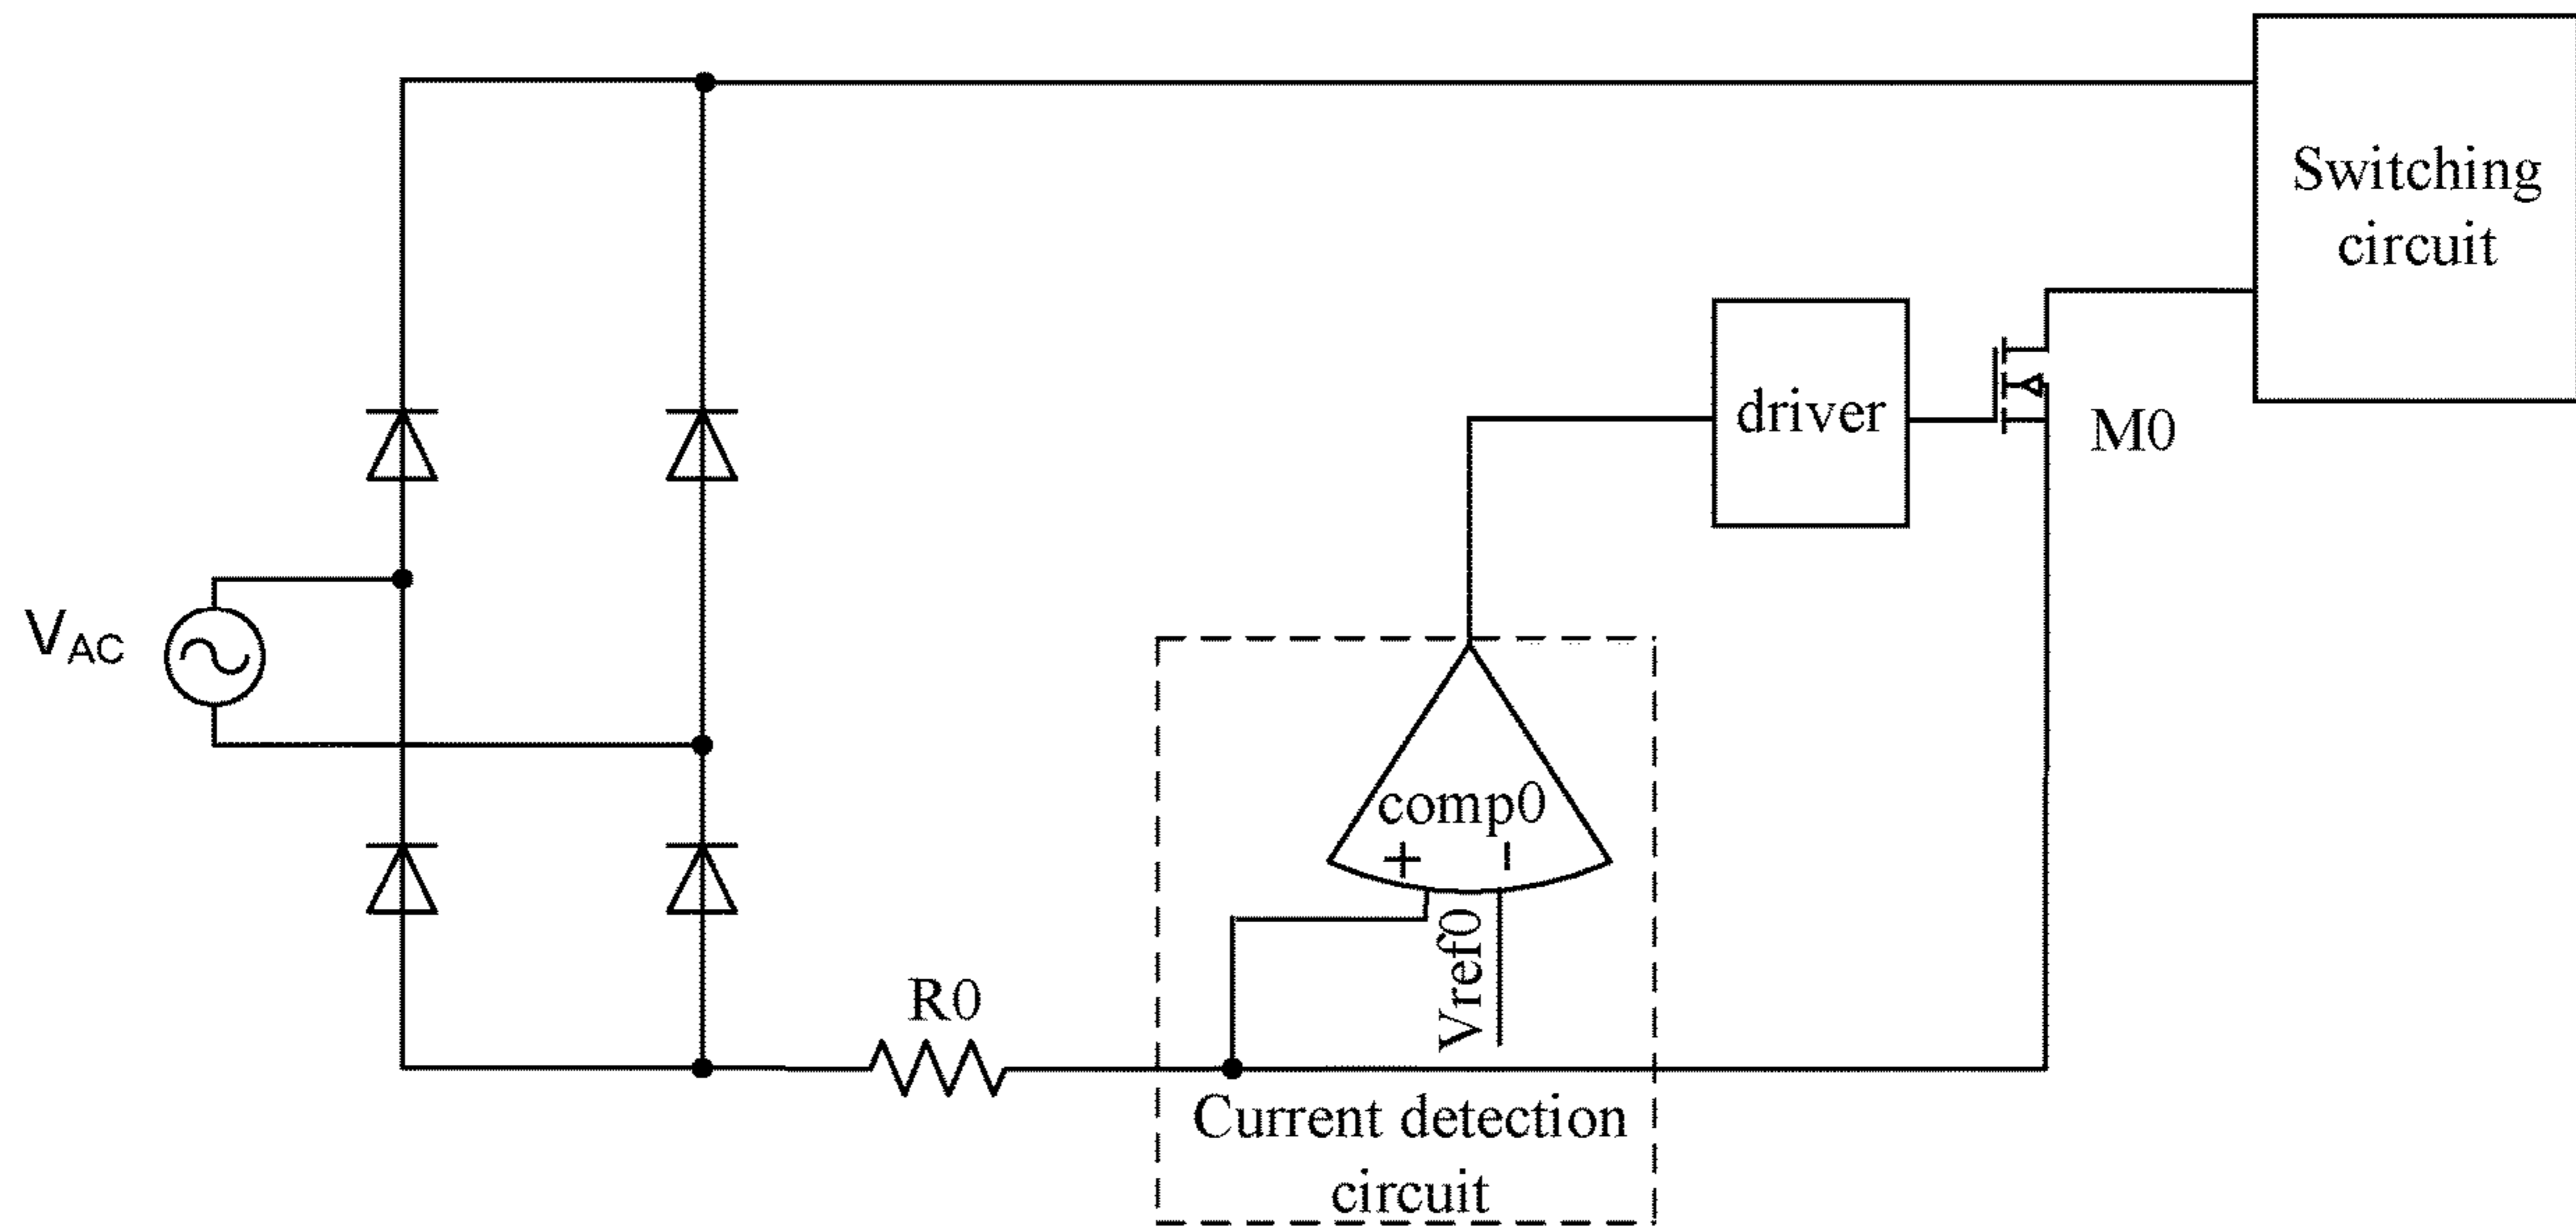 Switching
circuit
driver
M0
VAC
comp0
+ -
Vref0
R0
Current detection
circuit